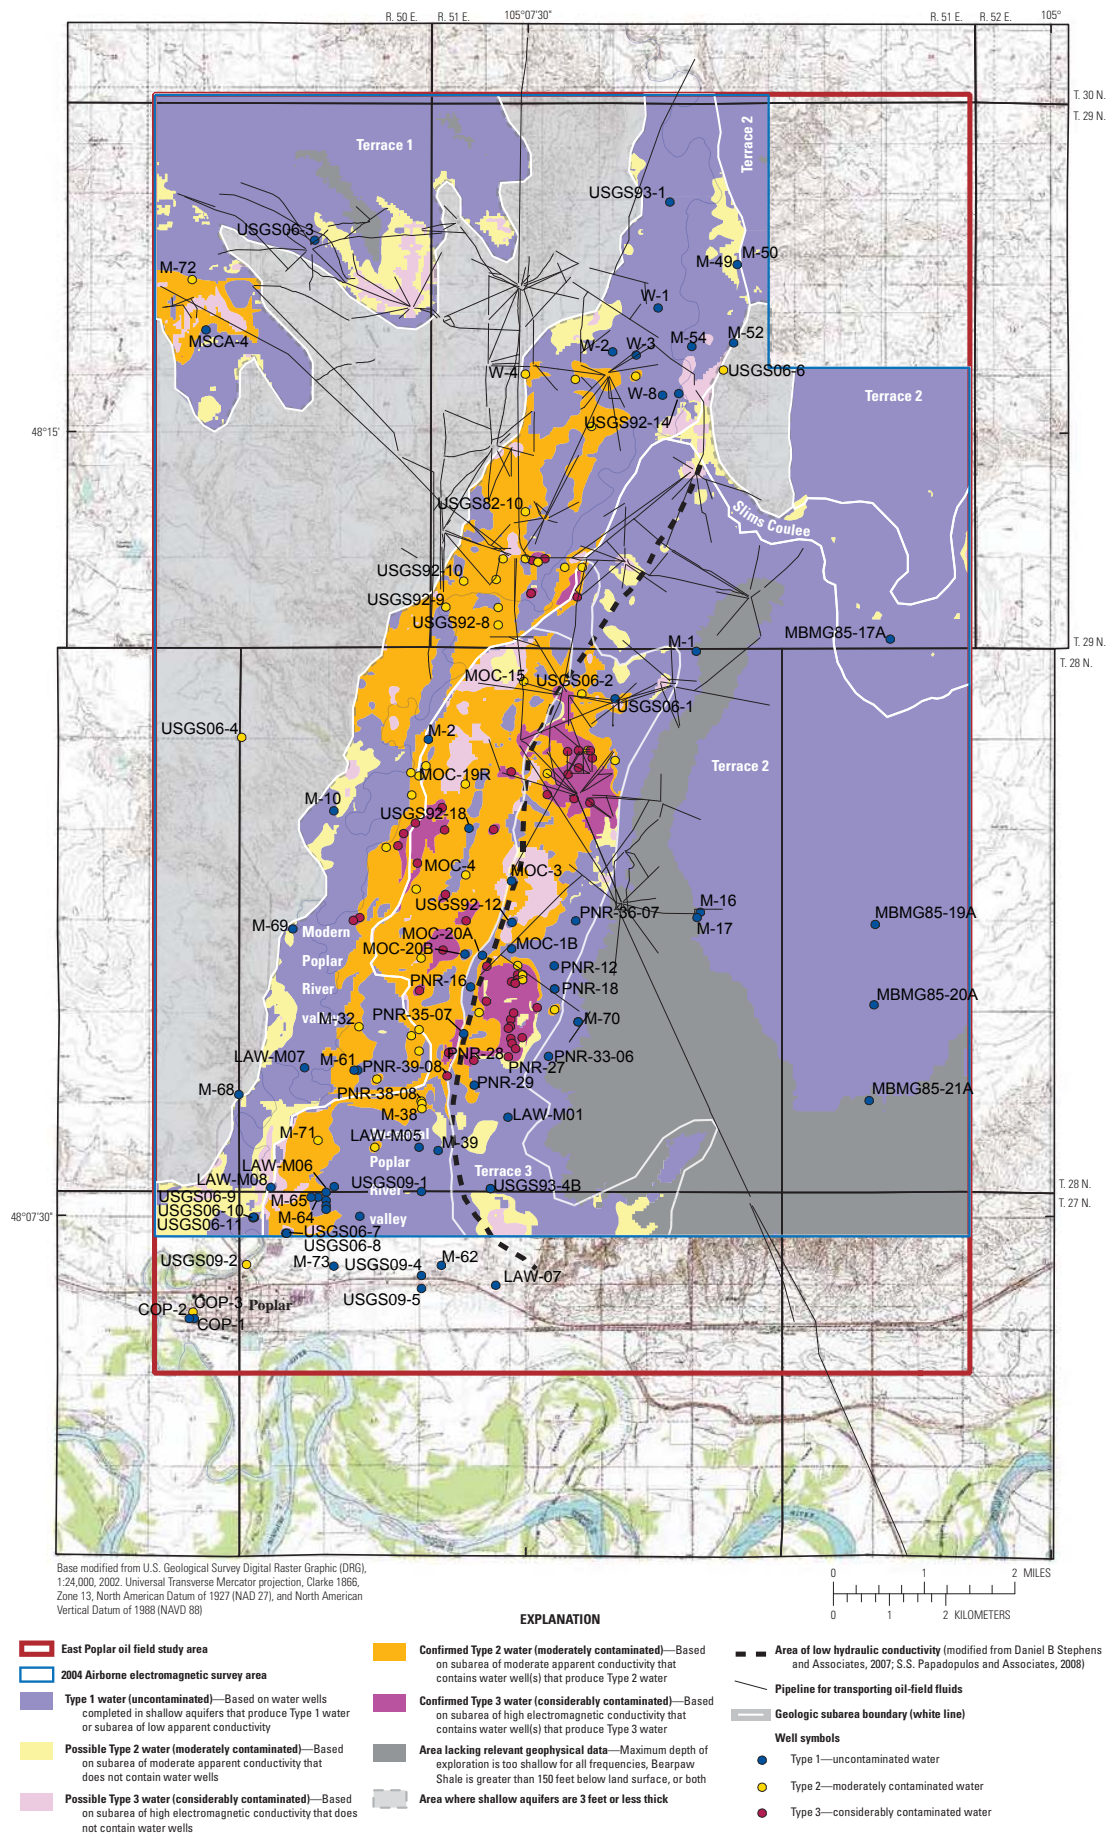 R. 50 E.
R. 51 E.
105°07'30"
R. 51 E.
R. 52 E.
105°
T. 30 N.
T. 29 N.
Terrace 1
Terrace 2
USGS93-1
USGS06-3
M-72
M-49
M-50
W-1
MSCA-4
W-2
W-3
M-54
M-52
W-4
USGS06-6
W-8
Terrace 2
USGS92-14
48°15'
USGS82-10
Slims Coulee
USGS92-10
USGS92-9
USGS92-8
MBMG85-17A
M-1
T. 29 N.
T. 28 N.
MOC-15
USGS06-2
USGS06-1
USGS06-4
M-2
MOC-19R
Terrace 2
M-10
USGS92-18
MOC-4
MOC-3
USGS92-12
PNR-36-07
M-16
M-17
MBMG85-19A
M-69
Modern
Poplar
River
valley
MOC-20A
MOC-20B
MOC-1B
PNR-12
PNR-16
PNR-18
MBMG85-20A
M-32
PNR-35-07
M-70
LAW-M07
M-61
PNR-39-08
PNR-28
PNR-27
PNR-33-06
M-68
PNR-38-08
PNR-29
M-38
LAW-M01
MBMG85-21A
M-71
LAW-M05
M-39
Poplar
River
valley
Terrace 3
LAW-M06
LAW-M08
USGS09-1
USGS93-4B
T. 28 N.
T. 27 N.
USGS06-9
USGS06-10
USGS06-11
M-65
M-64
48°07'30"
USGS06-7
USGS06-8
USGS09-2
M-73
USGS09-4
M-62
LAW-07
USGS09-5
COP-3
COP-2
COP-1
Poplar
Base modified from U.S. Geological Survey Digital Raster Graphic (DRG),
1:24,000, 2002. Universal Transverse Mercator projection, Clarke 1866,
Zone 13, North American Datum of 1927 (NAD 27), and North American
Vertical Datum of 1988 (NAVD 88)
0 1 2 MILES
0 1 2 KILOMETERS
EXPLANATION
East Poplar oil field study area
2004 Airborne electromagnetic survey area
Type 1 water (uncontaminated)—Based on water wells
completed in shallow aquifers that produce Type 1 water
or subarea of low apparent conductivity
Possible Type 2 water (moderately contaminated)—Based
on subarea of moderate apparent conductivity that
does not contain water wells
Possible Type 3 water (considerably contaminated)—Based
on subarea of high electromagnetic conductivity that does
not contain water wells
Confirmed Type 2 water (moderately contaminated)—Based
on subarea of moderate apparent conductivity that
contains water well(s) that produce Type 2 water
Confirmed Type 3 water (considerably contaminated)—Based
on subarea of high electromagnetic conductivity that
contains water well(s) that produce Type 3 water
Area lacking relevant geophysical data—Maximum depth of
exploration is too shallow for all frequencies, Bearpaw
Shale is greater than 150 feet below land surface, or both
Area where shallow aquifers are 3 feet or less thick
Area of low hydraulic conductivity (modified from Daniel B Stephens
and Associates, 2007; S.S. Papadopulos and Associates, 2008)
Pipeline for transporting oil-field fluids
Geologic subarea boundary (white line)
Well symbols
Type 1—uncontaminated water
Type 2—moderately contaminated water
Type 3—considerably contaminated water